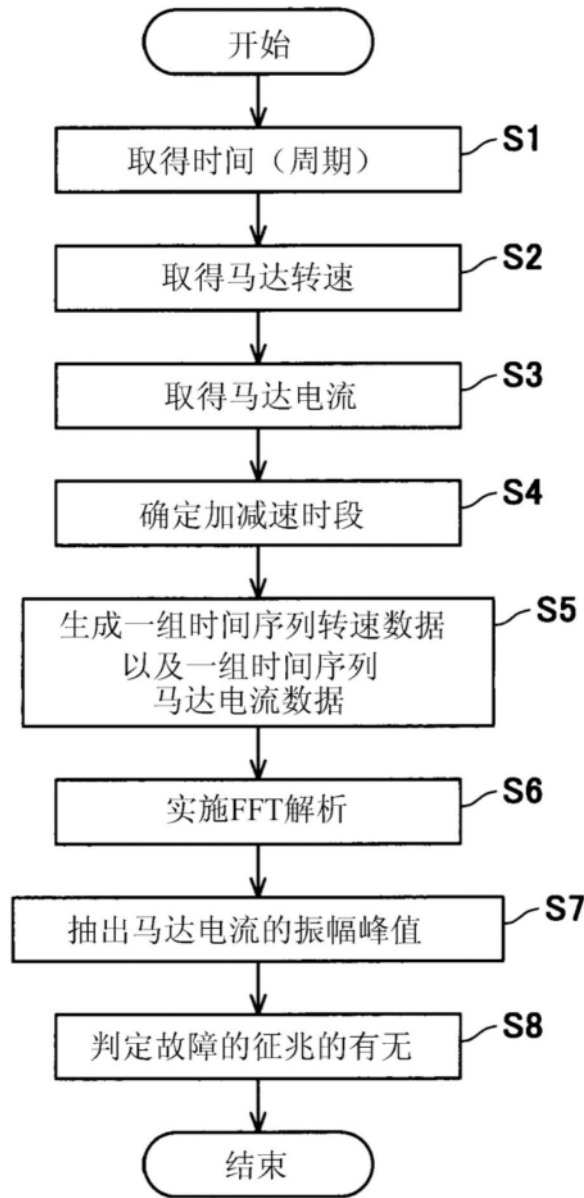 开始
S1
取得时间（周期）
S2
取得马达转速
S3
取得马达电流
S4
确定加减速时段
S5
生成一组时间序列转速数据
以及一组时间序列
马达电流数据
S6
实施FFT解析
S7
抽出马达电流的振幅峰值
S8
判定故障的征兆的有无
结束